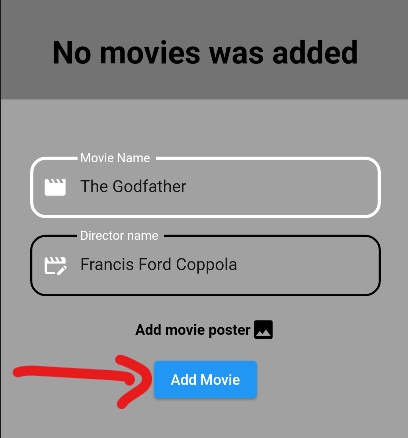 No movies was added
Movie Name
The Godfather
Director name
Francis Ford Coppola
Add movie poster
Add Movie